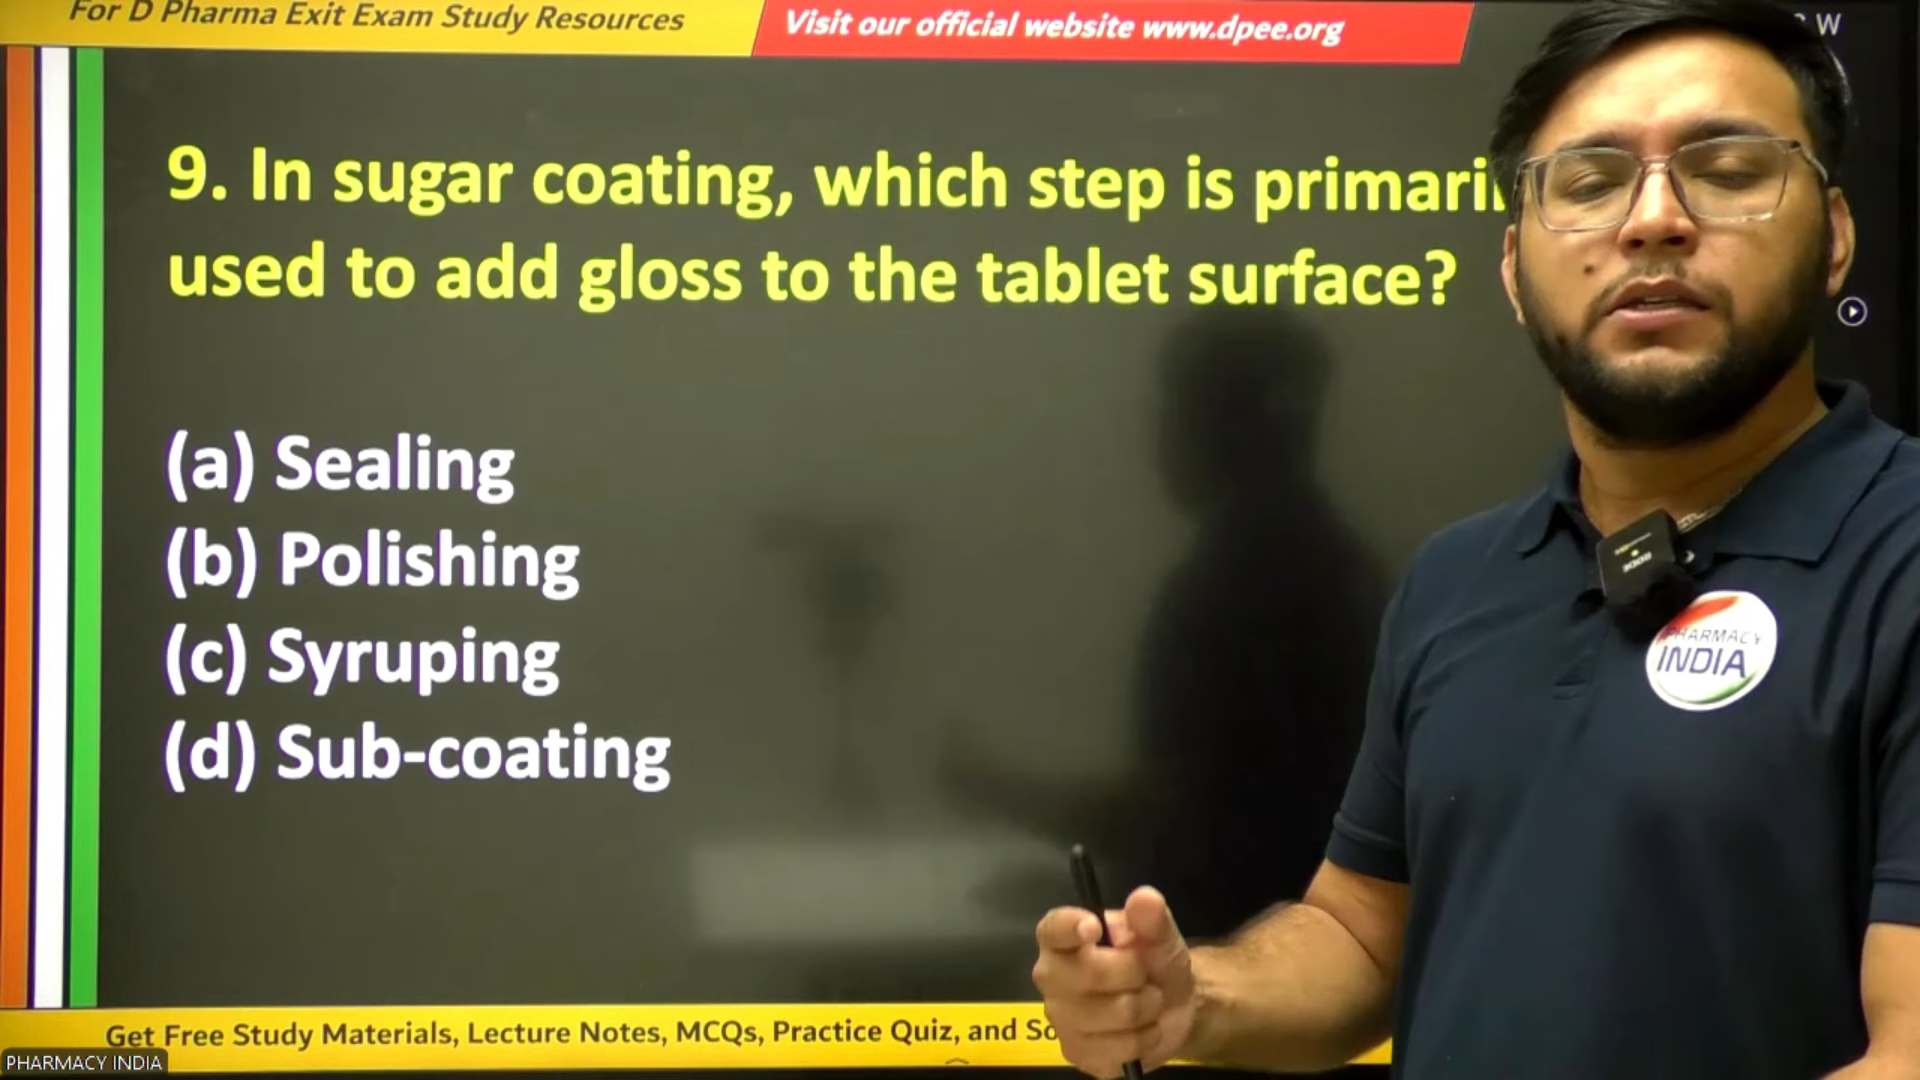 For D Pharma Exit Exam Study Resources
Visit our official website www.dpee.org
W
9. In sugar coating, which step is
used to add gloss to the tablet surface?
(a) Sealing
(b) Polishing
(c) Syruping
(d) Sub-coating
PHARMACY
INDIA
Get Free Study Materials, Lecture Notes, MCQs, Practice Quiz, and
PHARMACY INDIA